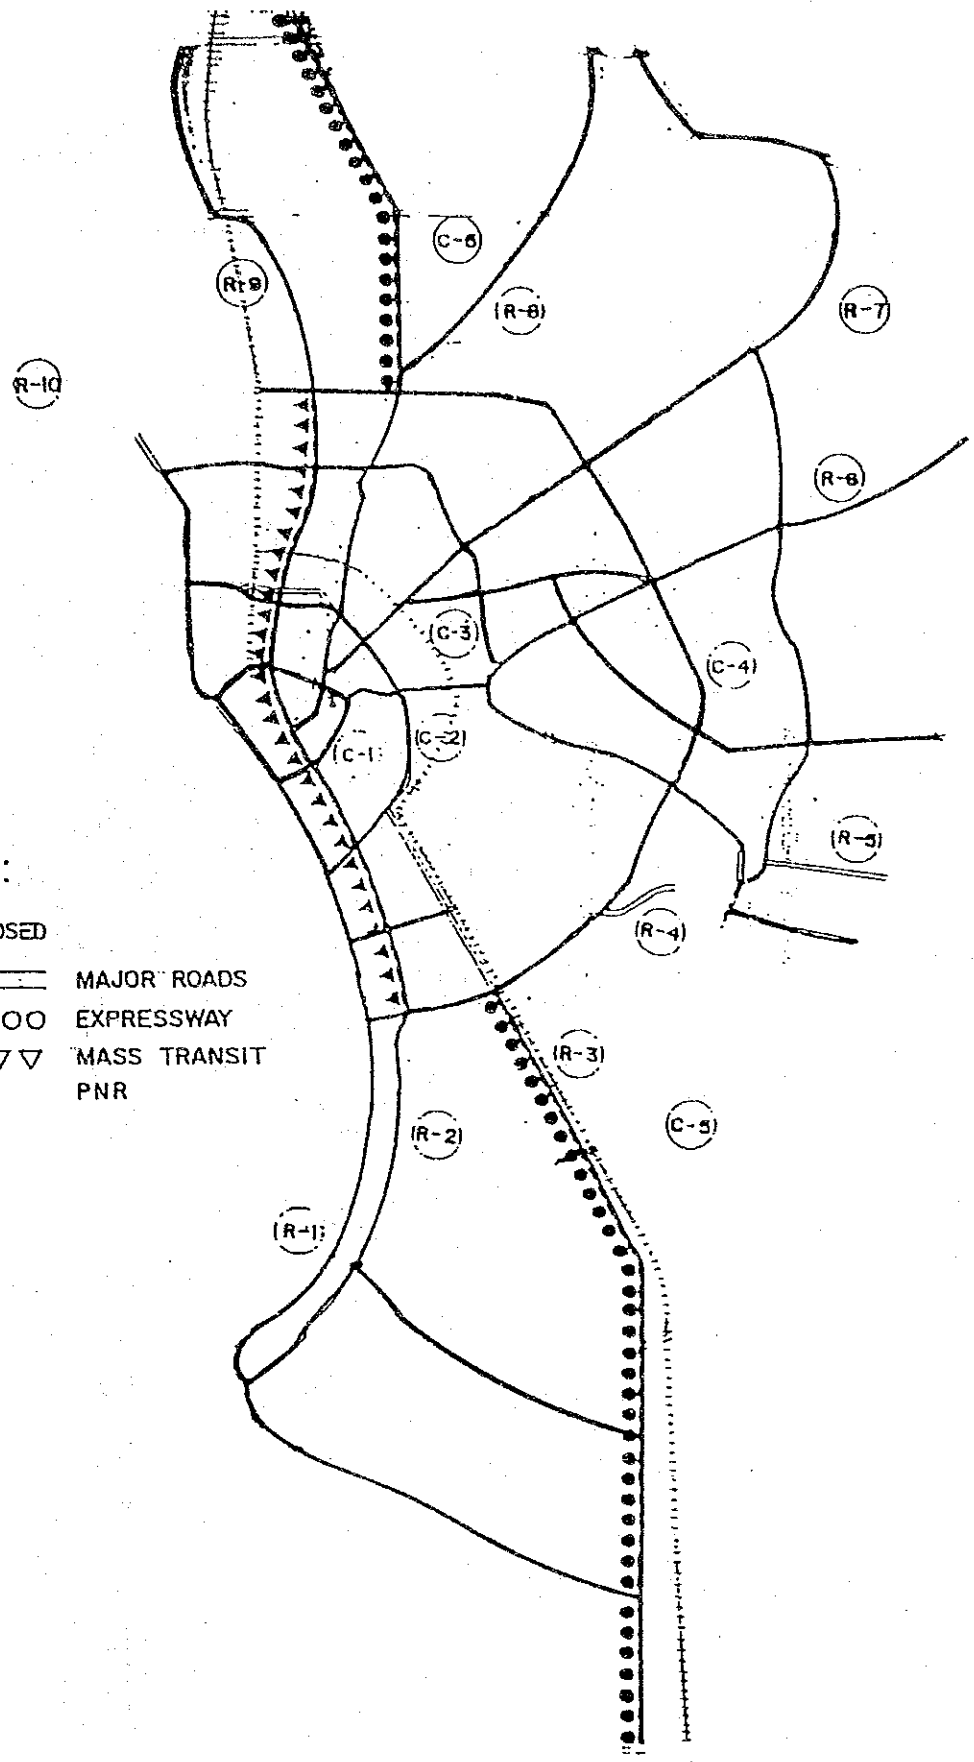 C-6
R-9
R-8
R-7
R-10
R-6
C-3
C-4
C-2
C-1
R-5
:
R-4
OSED
MAJOR ROADS
EXPRESSWAY
R-3
MASS TRANSIT
PNR
C-5
R-2
R-1